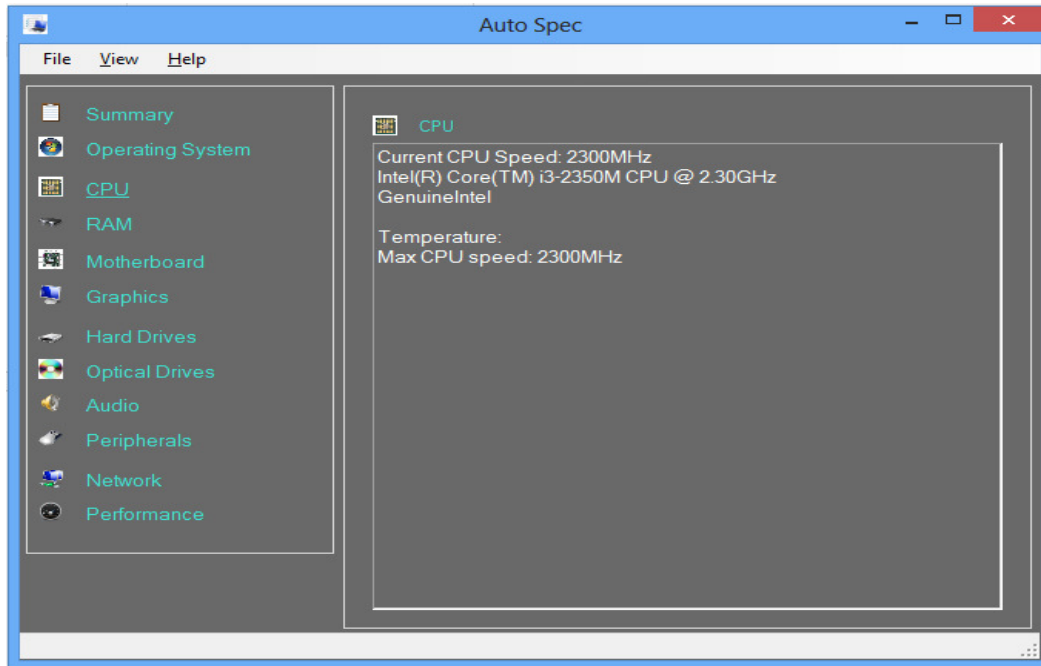 Auto Spec
File View Help
Summary
Operating System
CPU
RAM
Motherboard
Graphics
Hard Drives
Optical Drives
Audio
Peripherals
Network
Performance
CPU
Current CPU Speed: 2300MHz
Intel(R) Core(TM) i3-2350M CPU @ 2.30GHz
GenuineIntel
Temperature:
Max CPU speed: 2300MHz